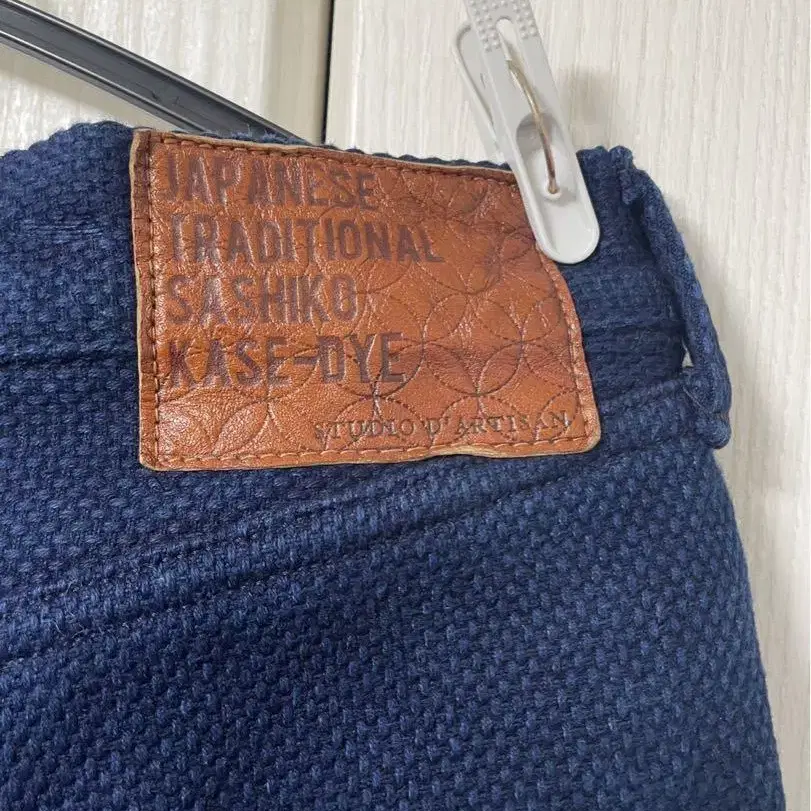 JAPANESE
TRADITIONAL
SASHIKO
KASE-DYE
STUDIO D'ARTISAN